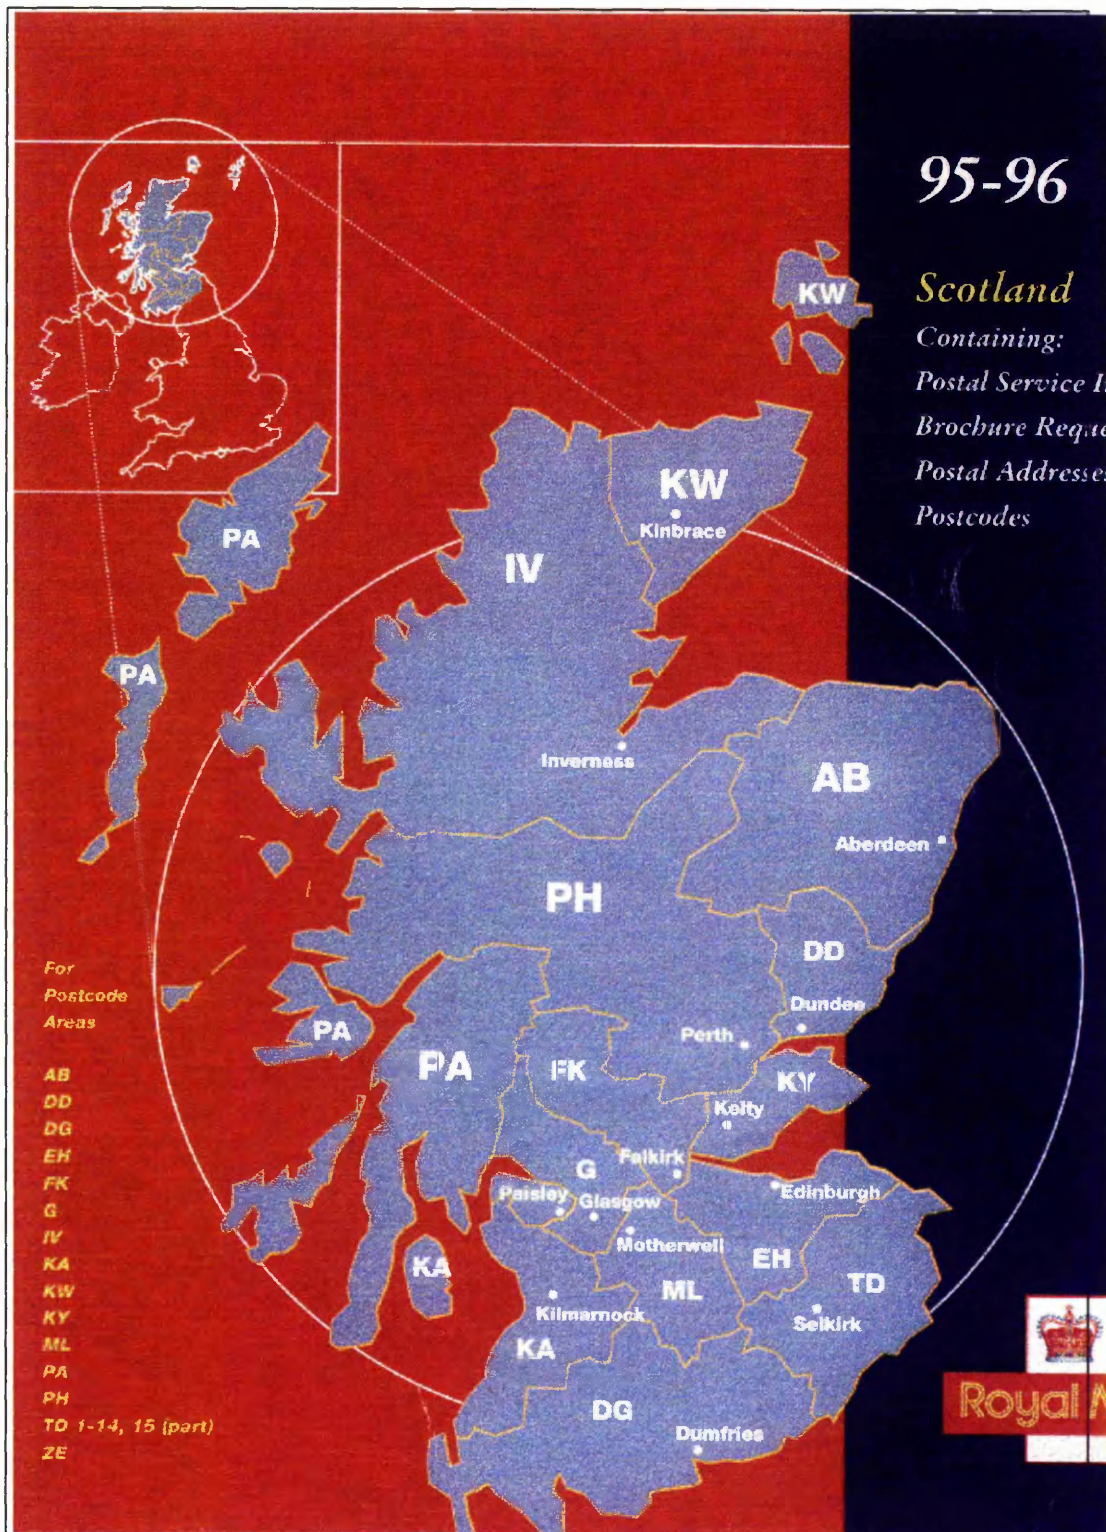 95-96
Scotland
Containing:
Postal Service
Brochure
Postal Addresses
Postcodes
KW
KW
Kinbrace
PA
IV
PA
Inverness
AB
Aberdeen
PH
DD
Dundee
Perth
PA
PA
FK
KY
Kelty
Falkirk
G
Edinburgh
Paisley
Glasgow
Motherwell
EH
KA
ML
TD
Kilmarnock
Selkirk
KA
DG
Dumfries
For
Postcode
Areas
AB
DD
DG
EH
FK
G
IV
KA
KW
KY
ML
PA
PH
TD 1-14, 15 (part)
ZE
Royal